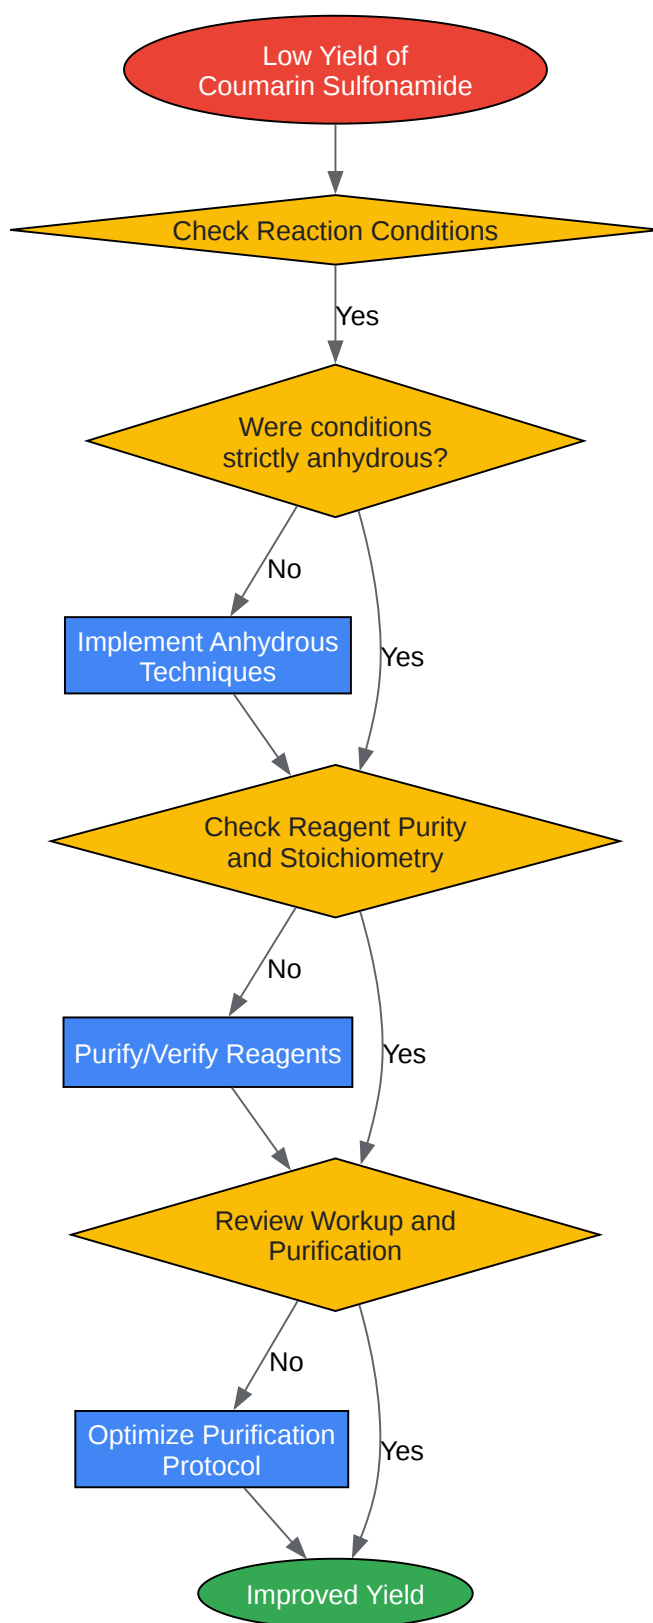 Low Yield of
Coumarin Sulfonamide
Check Reaction Conditions
Yes
Were conditions
strictly anhydrous?
No
Implement Anhydrous
Techniques
Yes
Check Reagent Purity
and Stoichiometry
No
Purify/Verify Reagents
Yes
Review Workup and
Purification
No
Optimize Purification
Protocol
Yes
Improved Yield